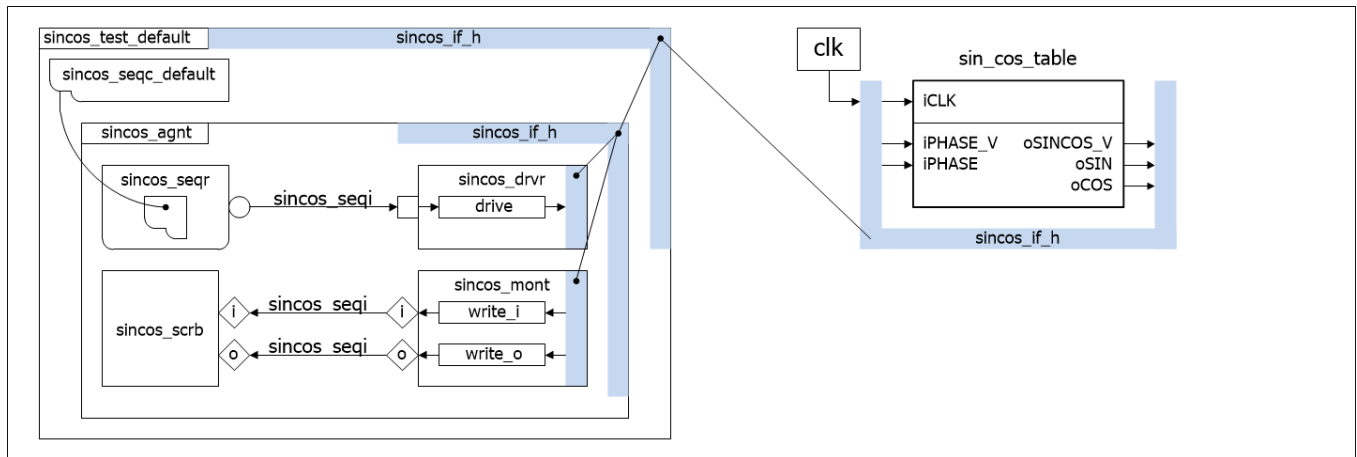 sincos_test_default
sincos_if_h
clk
sin_cos_table
sincos_seqc_default
iCLK
sincos_agnt
sincos_if_h
iPHASE_V
oSINCOS_V
iPHASE
oSIN
oCOS
sincos_seqr
sincos_seqi
sincos_drvr
drive
sincos_if_h
sincos_scrb
i
sincos_seqi
i
sincos_mont
write_i
o
sincos_seqi
o
write_o